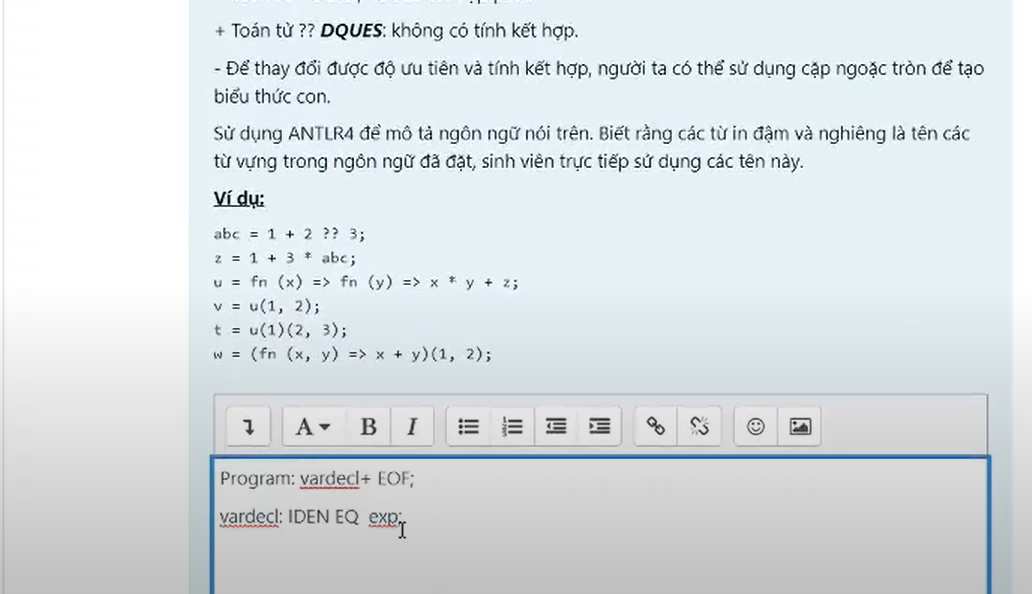 + Toán tử ?? DQUES: không có tính kết hợp.
- Để thay đổi được độ ưu tiên và tính kết hợp, người ta có thể sử dụng cặp ngoặc tròn để tạo
biểu thức con.
Sử dụng ANTLR4 để mô tả ngôn ngữ nói trên. Biết rằng các từ in đậm và nghiêng là tên các
từ vựng trong ngôn ngữ đã đặt, sinh viên trực tiếp sử dụng các tên này.
Ví dụ:
abc = 1 + 2 ?? 3;
z = 1 + 3 * abc;
u = fn (x) => fn (y) => x * y + z;
v = u(1, 2);
t = u(1)(2, 3);
w = (fn (x, y) => x + y)(1, 2);
A B I
Program: vardecl+ EOF;
vardecl: IDEN EQ exp;